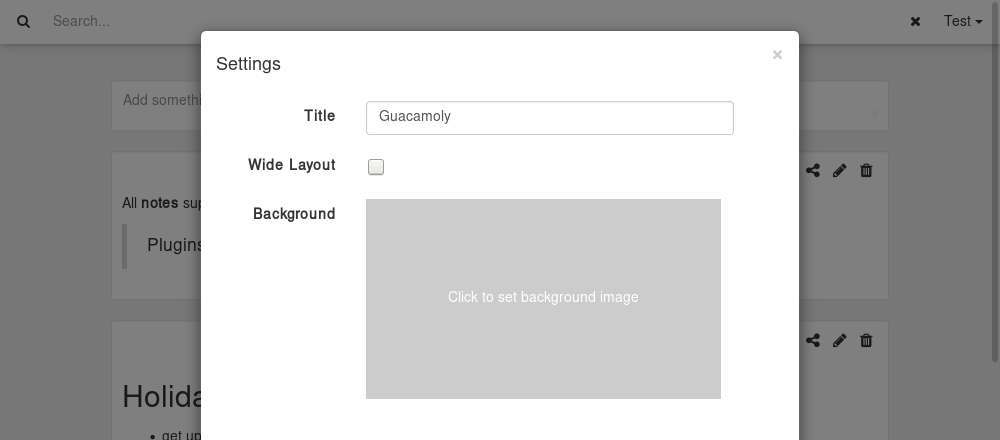 Search...
Test
Settings
×
Add somethi
Title
Guacamoly
Wide Layout
All notes sup
Background
Plugins
Click to set background image
Holida
get up